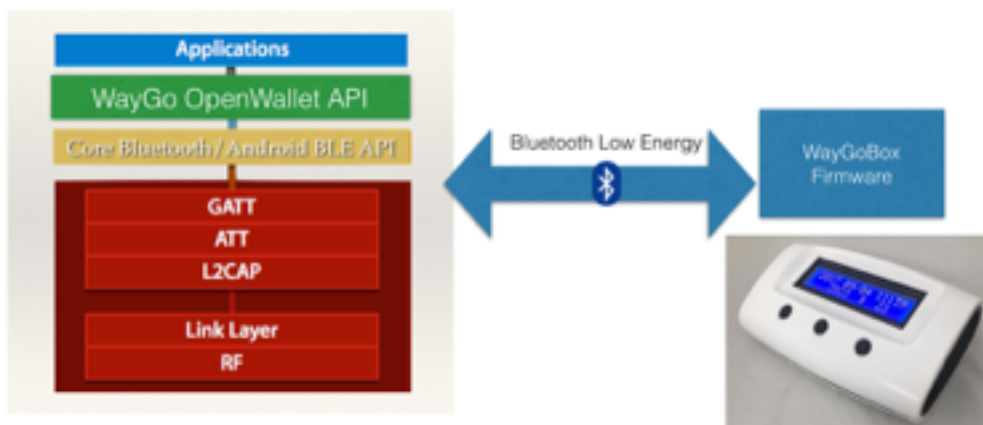 Applications
WayGo OpenWallet API
Core Bluetooth/Android BLE API
GATT
ATT
L2CAP
Link Layer
RF
Bluetooth Low Energy
WayGoBox
Firmware